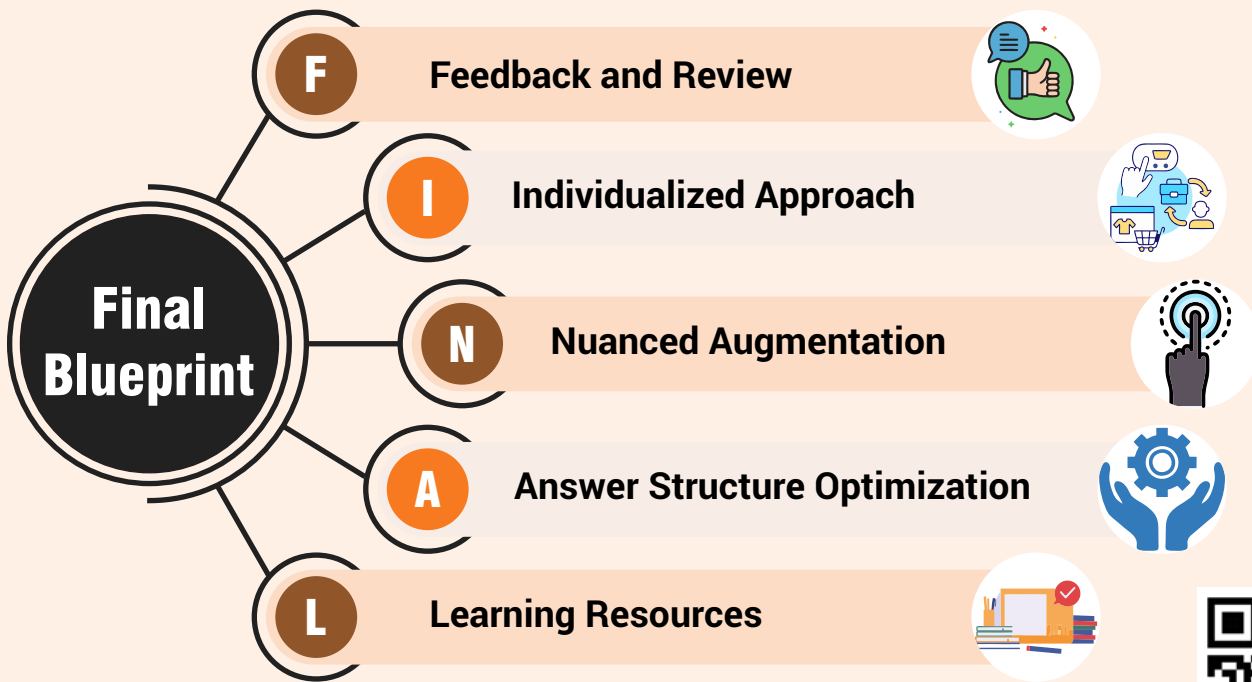 F
Feedback and Review
I
Individualized Approach
Final
Blueprint
N
Nuanced Augmentation
A
Answer Structure Optimization
L
Learning Resources